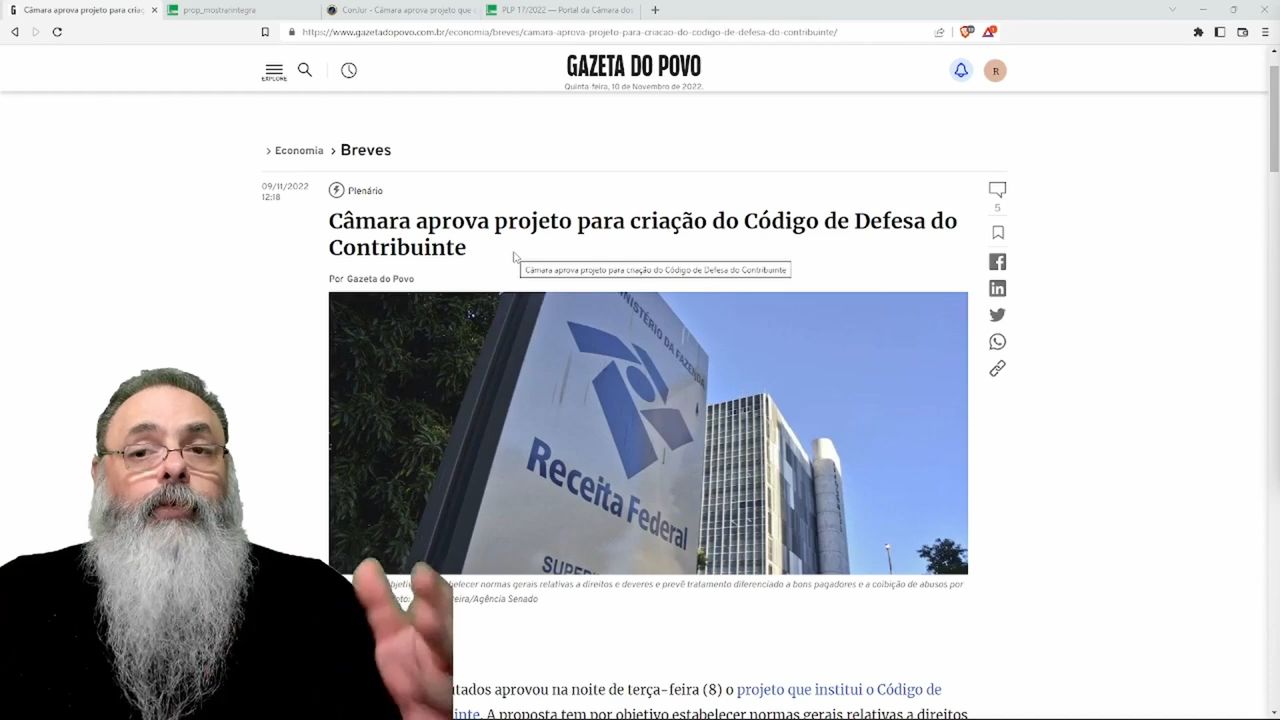 Câmara aprova projeto para criaç
prop_mostrarintegra
ConJur - Câmara aprova projeto que
PLP 17/2022 — Portal da Câmara dos
https://www.gazetadopovo.com.br/economia/breves/camara-aprova-projeto-para-criacao-do-codigo-de-defesa-do-contribuinte/
EXPLORE
GAZETA DO POVO
Quinta-feira, 10 de Novembro de 2022.
R
> Economia > Breves
09/11/2022
12:18
Plenário
5
Câmara aprova projeto para criação do Código de Defesa do
Contribuinte
Câmara aprova projeto para criação do Código de Defesa do Contribuinte
Por Gazeta do Povo
MINISTÉRIO DA FAZENDA
Receita Federal
SUPER
belecer normas gerais relativas a direitos e deveres e prevê tratamento diferenciado a bons pagadores e a coibição de abusos por
eira/Agência Senado
tados aprovou na noite de terça-feira (8) o projeto que institui o Código de
inte. A proposta tem por objetivo estabelecer normas gerais relativas a direitos